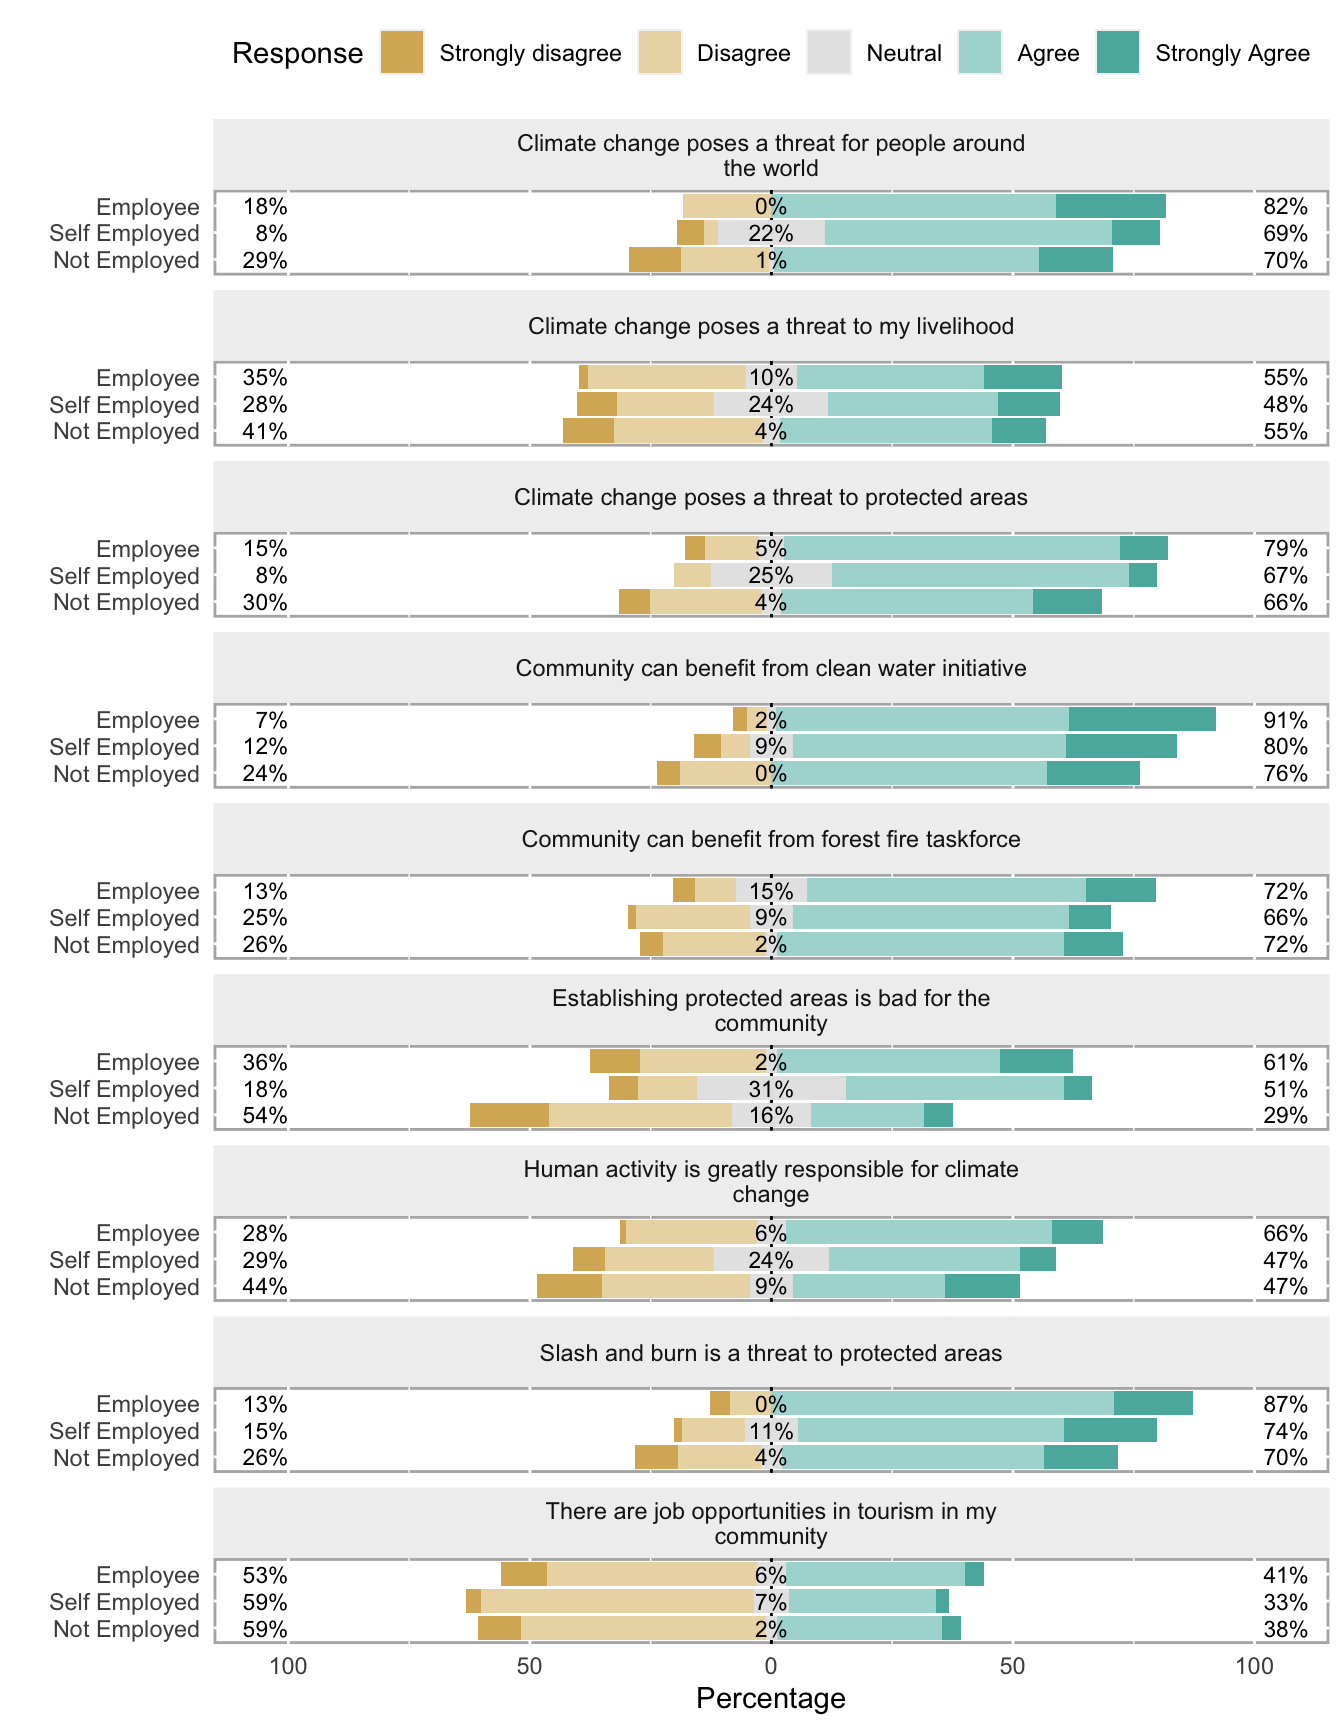 Response Strongly disagree Disagree Neutral Agree Strongly Agree
Climate change poses a threat for people around
the world
Employee 18% 0% 82%
Self Employed 8% 22% 69%
Not Employed 29% 1% 70%
Climate change poses a threat to my livelihood
Employee 35% 10% 55%
Self Employed 28% 24% 48%
Not Employed 41% 4% 55%
Climate change poses a threat to protected areas
Employee 15% 5% 79%
Self Employed 8% 25% 67%
Not Employed 30% 4% 66%
Community can benefit from clean water initiative
Employee 7% 2% 91%
Self Employed 12% 9% 80%
Not Employed 24% 0% 76%
Community can benefit from forest fire taskforce
Employee 13% 15% 72%
Self Employed 25% 9% 66%
Not Employed 26% 2% 72%
Establishing protected areas is bad for the
community
Employee 36% 2% 61%
Self Employed 18% 31% 51%
Not Employed 54% 16% 29%
Human activity is greatly responsible for climate
change
Employee 28% 6% 66%
Self Employed 29% 24% 47%
Not Employed 44% 9% 47%
Slash and burn is a threat to protected areas
Employee 13% 0% 87%
Self Employed 15% 11% 74%
Not Employed 26% 4% 70%
There are job opportunities in tourism in my
community
Employee 53% 6% 41%
Self Employed 59% 7% 33%
Not Employed 59% 2% 38%
100 50 0 50 100
Percentage